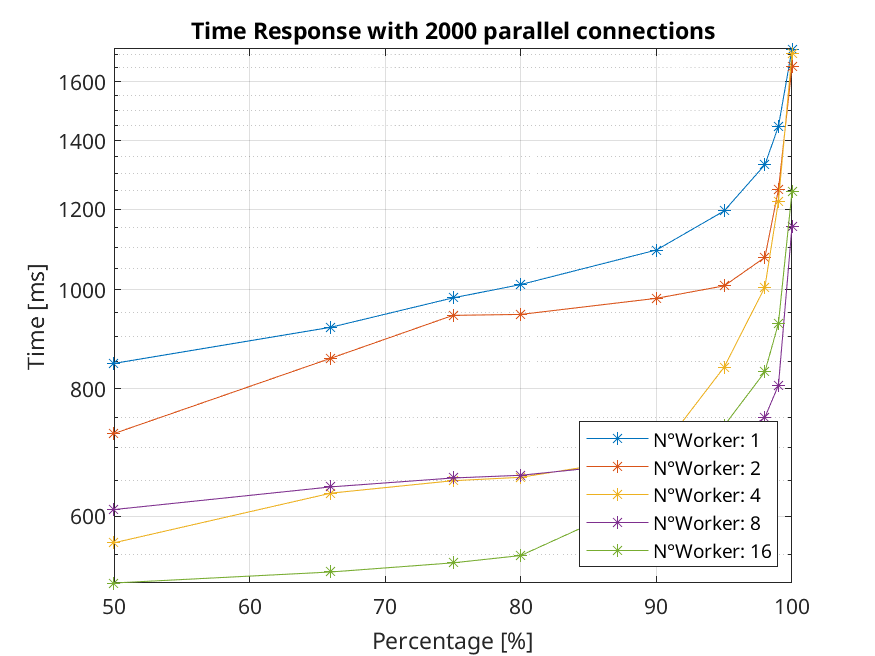 Time Response with 2000 parallel connections
1600
1400
1200
1000
800
600
Time [ms]
50 60 70 80 90 100
Percentage [%]
N°Worker: 1
N°Worker: 2
N°Worker: 4
N°Worker: 8
N°Worker: 16